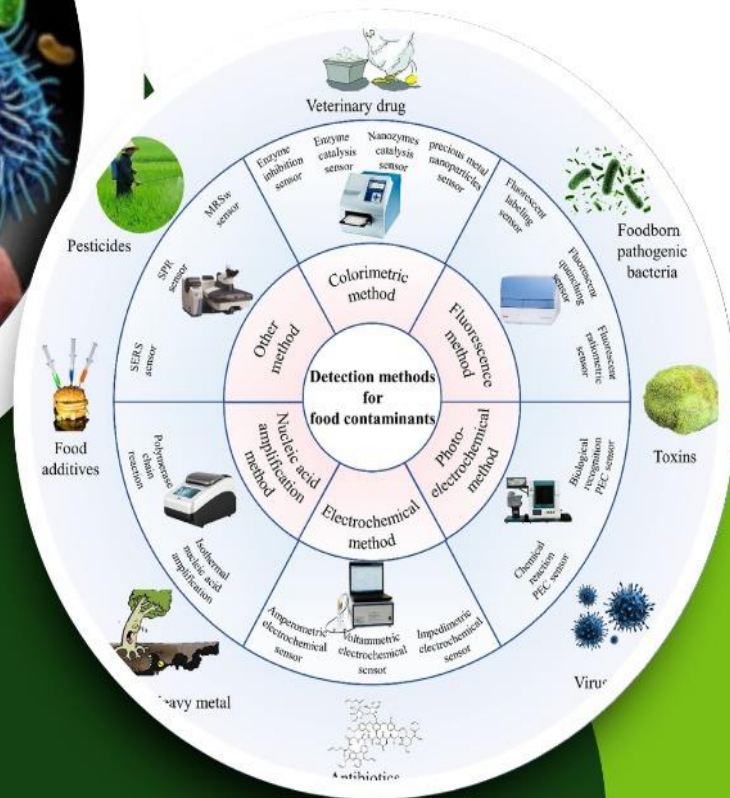 Veterinary drug
Enzyme
inhibition
sensor
Enzyme
catalysis
sensor
Nanozymes
catalysis
sensor
precious metal
nanoparticles
sensor
Fluorescent
labeling
sensor
Fluorescent
quenching
sensor
Fluorescent
ratiometric
sensor
Foodborn
pathogenic
bacteria
Pesticides
MRSw
sensor
SPR
sensor
SERS
sensor
Colorimetric
method
Other
method
Fluorescence
method
Detection methods
for
food contaminants
Nucleic acid
amplification
method
Photo-
electrochemical
method
Electrochemical
method
Food
additives
Polymerase
chain
reaction
Isothermal
nucleic acid
amplification
Toxins
Biological
recognition
PEC sensor
Chemical
reaction
PEC sensor
Amperometric
electrochemical
sensor
Voltammetric
electrochemical
sensor
Impedimetric
electrochemical
sensor
eavy metal
Virus
Antibiotics